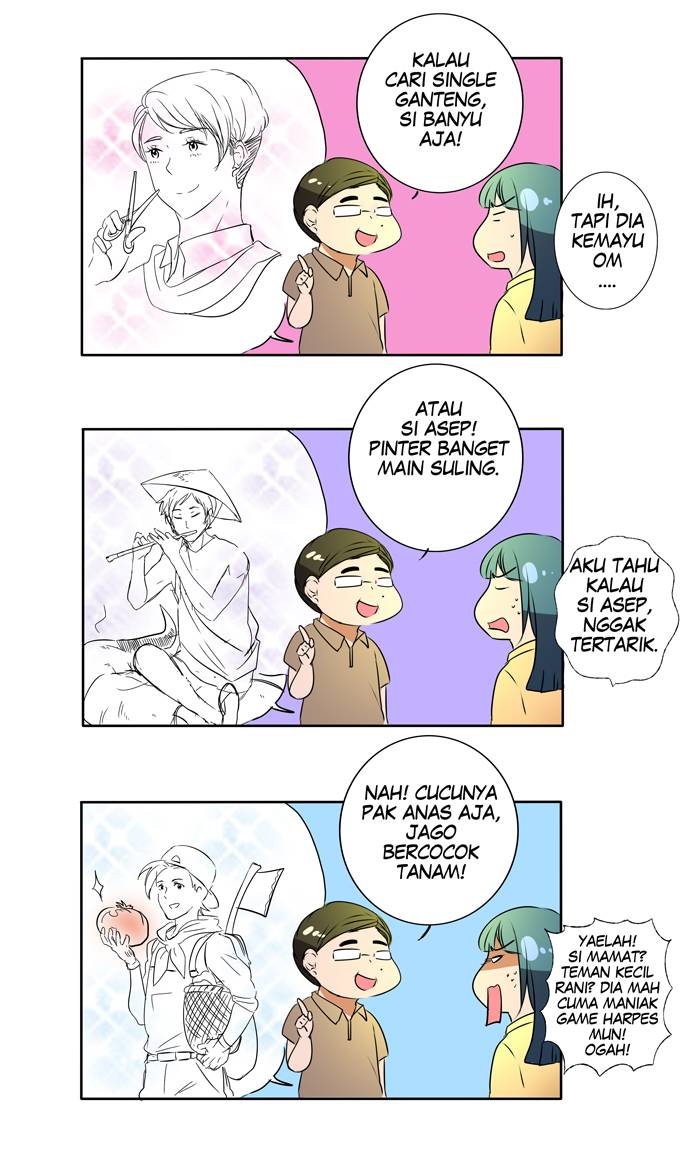 KALAU
CARI SINGLE
GANTENG,
SI BANYU
AJA!
IH,
TAPI DIA
KEMAYU
OM
....
ATAU
SI ASEP!
PINTER BANGET
MAIN SULING.
AKU TAHU
KALAU
SI ASEP,
NGGAK
TERTARIK.
NAH! CUCUNYA
PAK ANAS AJA,
JAGO
BERCOCOK
TANAM!
YAELAH!
SI MAMAT?
TEMAN KECIL
RANI? DIA MAH
CUMA MANIAK
GAME HARPES
MUN!
OGAH!